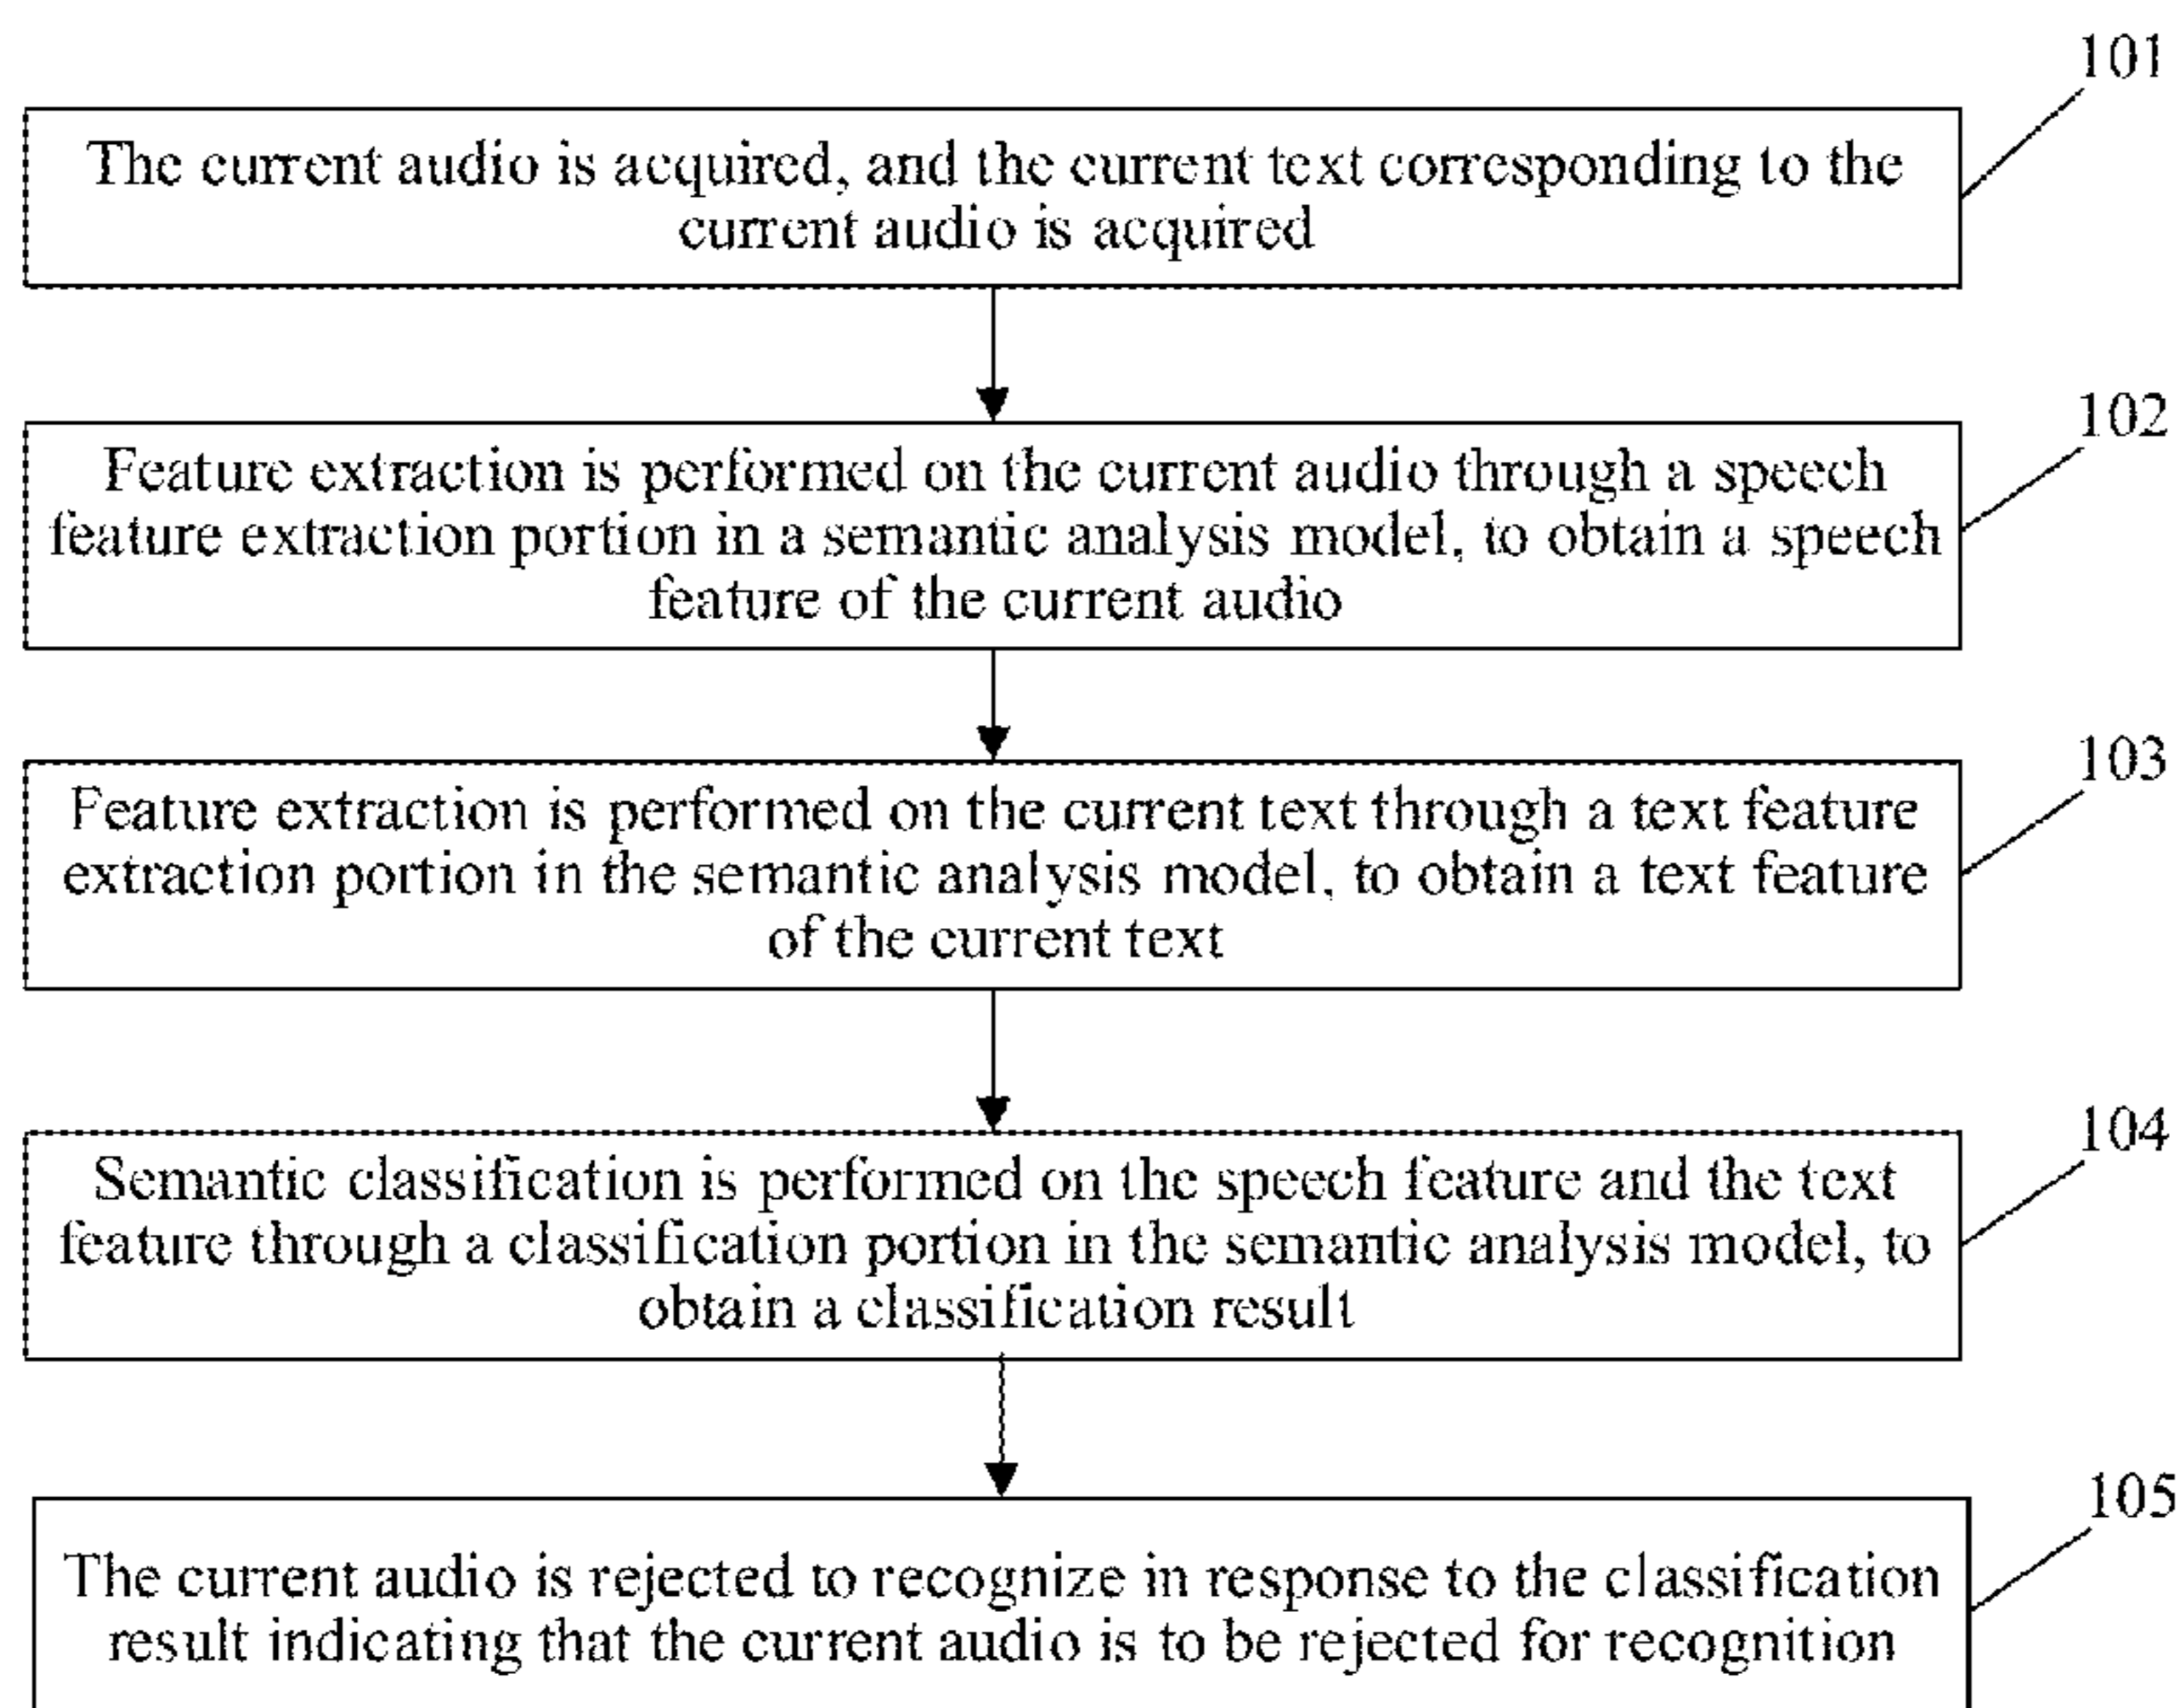 101
The current audio is acquired, and the current text corresponding to the
current audio is acquired
102
Feature extraction is performed on the current audio through a speech
feature extraction portion in a semantic analysis model, to obtain a speech
feature of the current audio
103
Feature extraction is performed on the current text through a text feature
extraction portion in the semantic analysis model, to obtain a text feature
of the current text
104
Semantic classification is performed on the speech feature and the text
feature through a classification portion in the semantic analysis model, to
obtain a classification result
105
The current audio is rejected to recognize in response to the classification
result indicating that the current audio is to be rejected for recognition